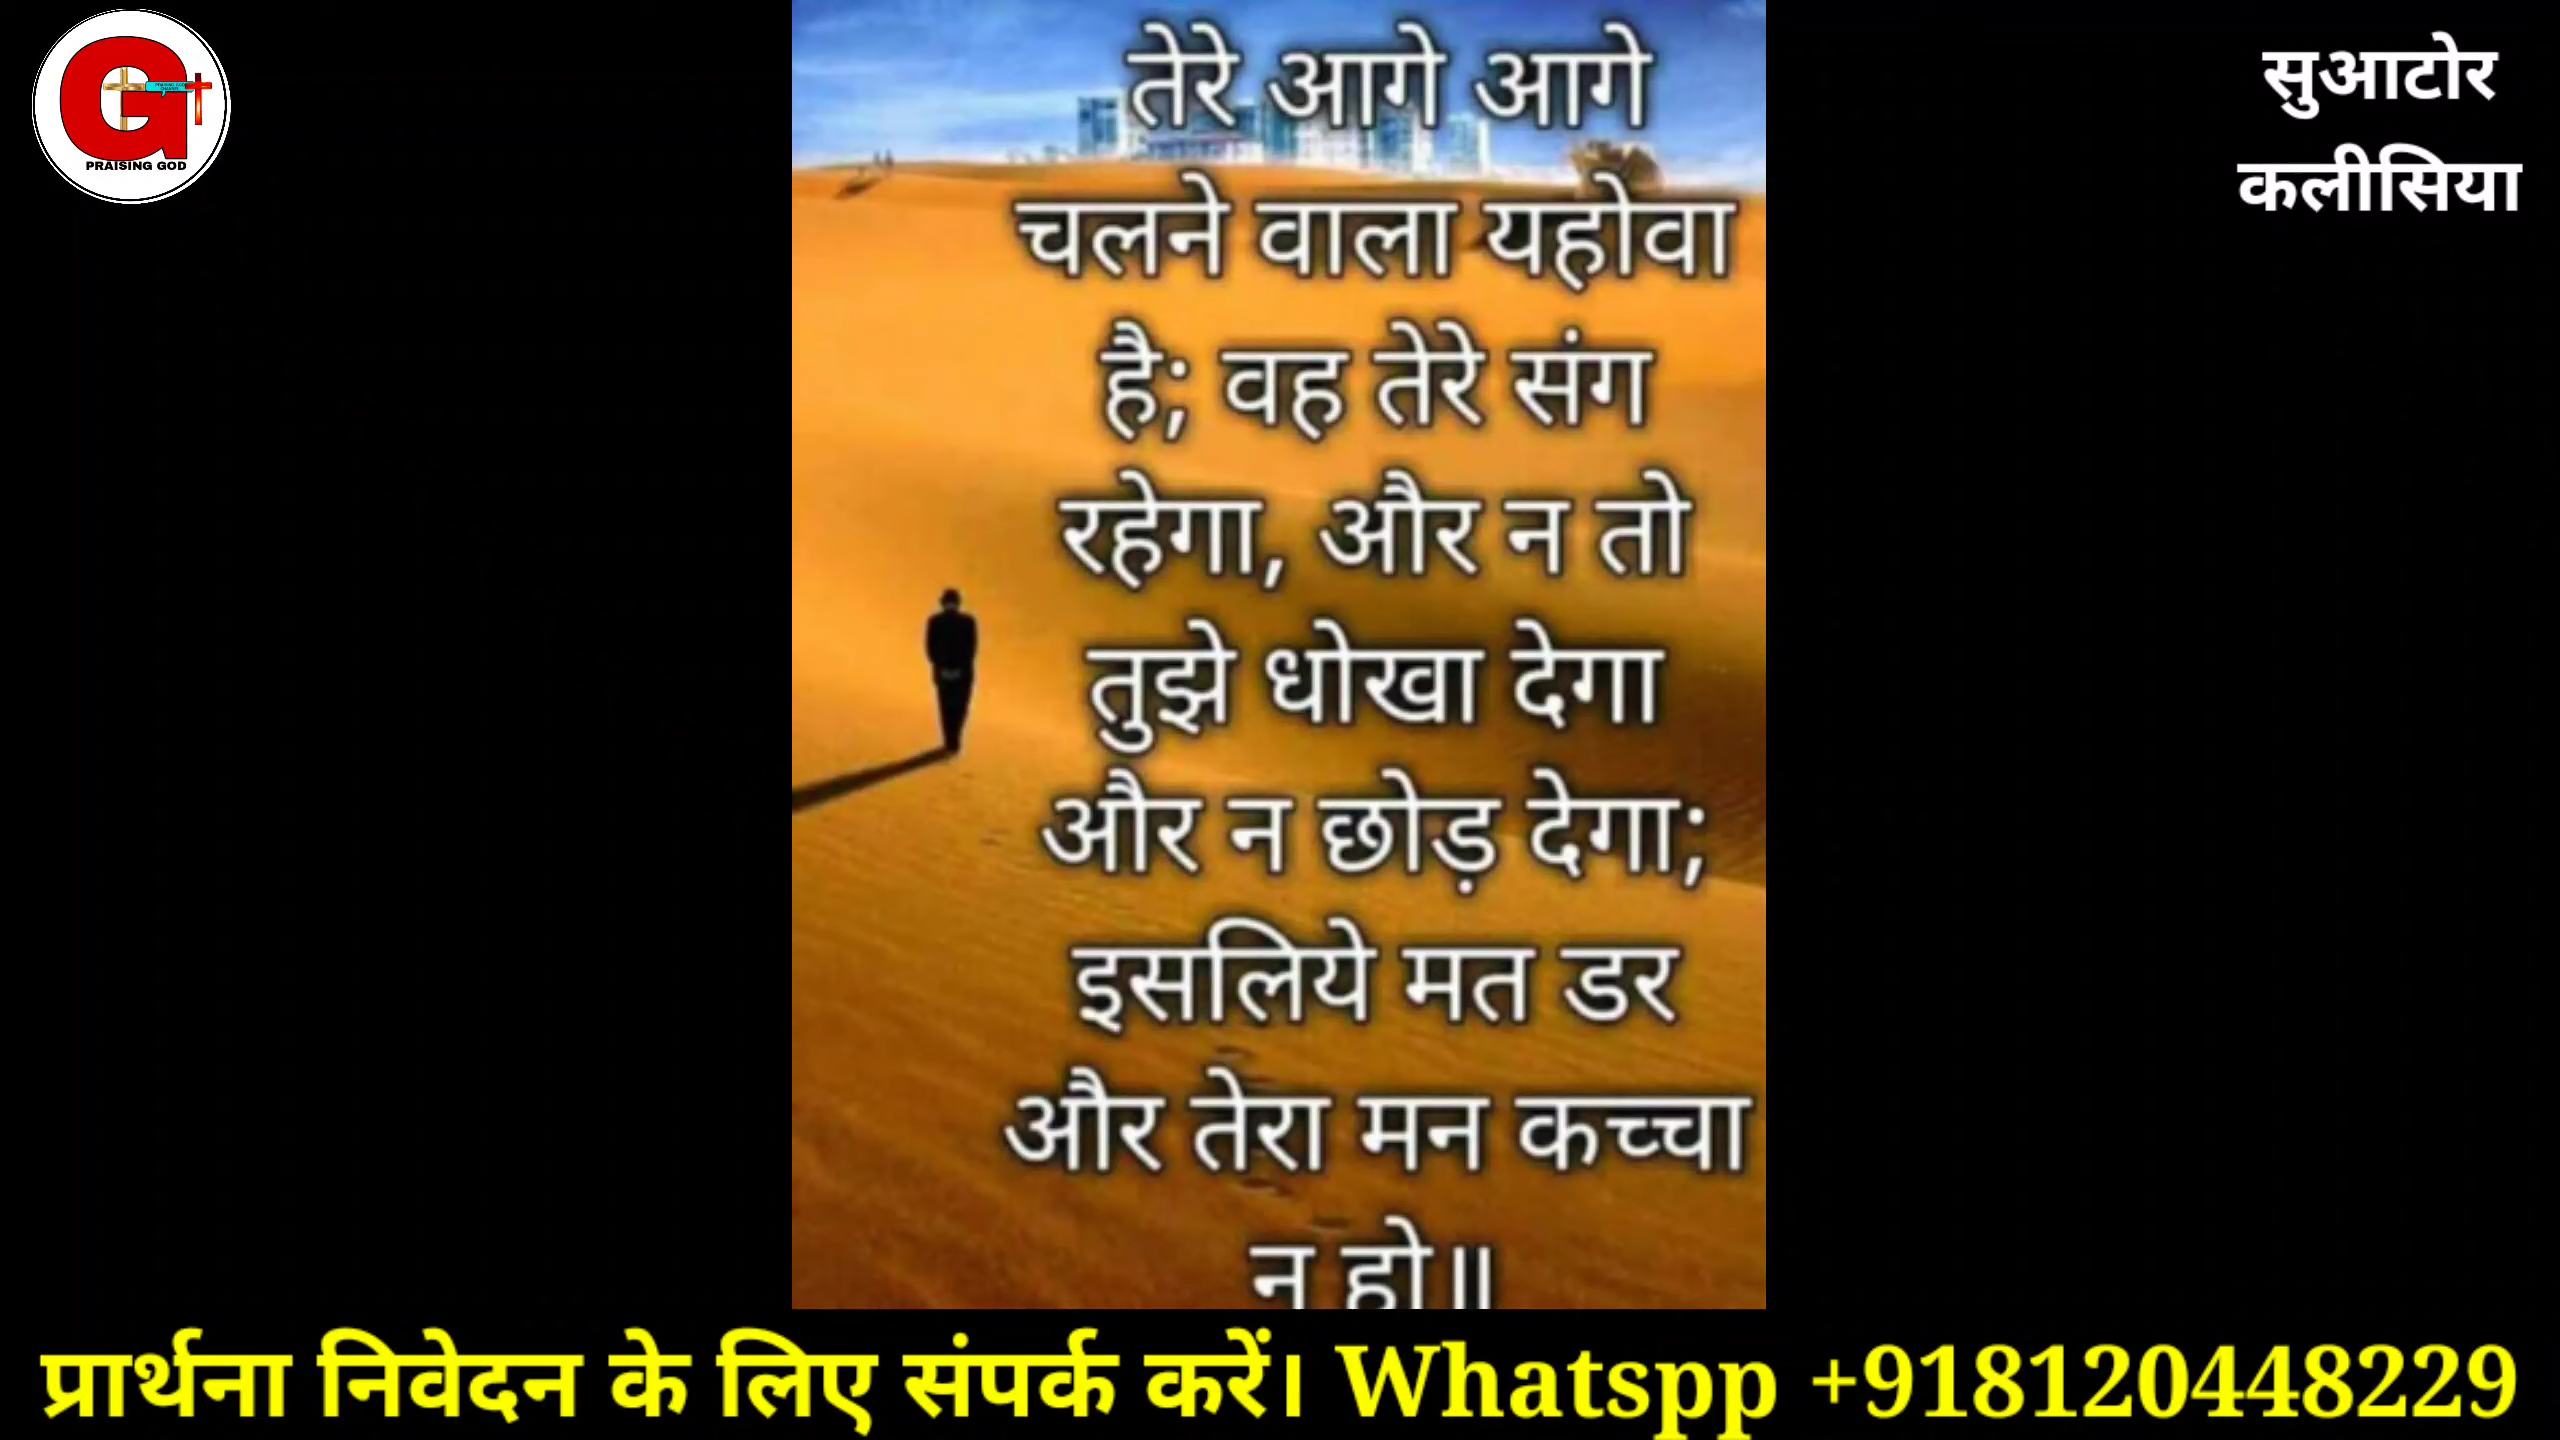 PRAISING GOD
सुआटोर
कलीसिया
तेरे आगे आगे
चलने वाला यहोवा
है; वह तेरे संग
रहेगा, और न तो
तुझे धोखा देगा
और न छोड़ देगा;
इसलिये मत डर
और तेरा मन कच्चा
न हो॥
प्रार्थना निवेदन के लिए संपर्क करें। Whatspp +918120448229